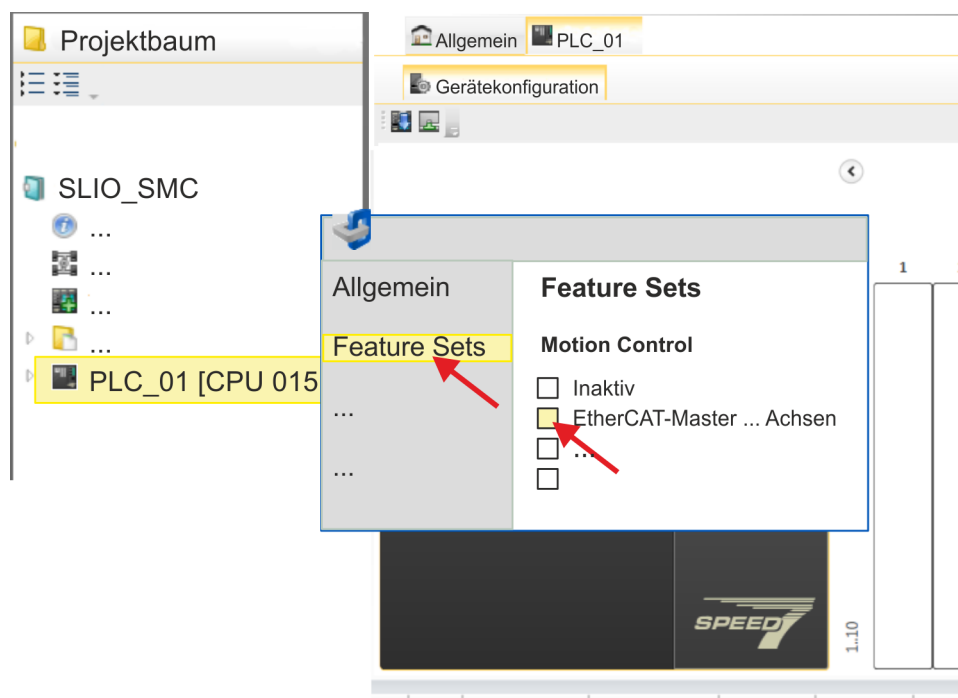 Projektbaum
SLIO_SMC
...
...
...
...
PLC_01 [CPU 015
Allgemein
PLC_01
Gerätekonfiguration
Allgemein
Feature Sets
...
...
Feature Sets
Motion Control
Inaktiv
EtherCAT-Master ... Achsen
...
1
1..10
SPEED7